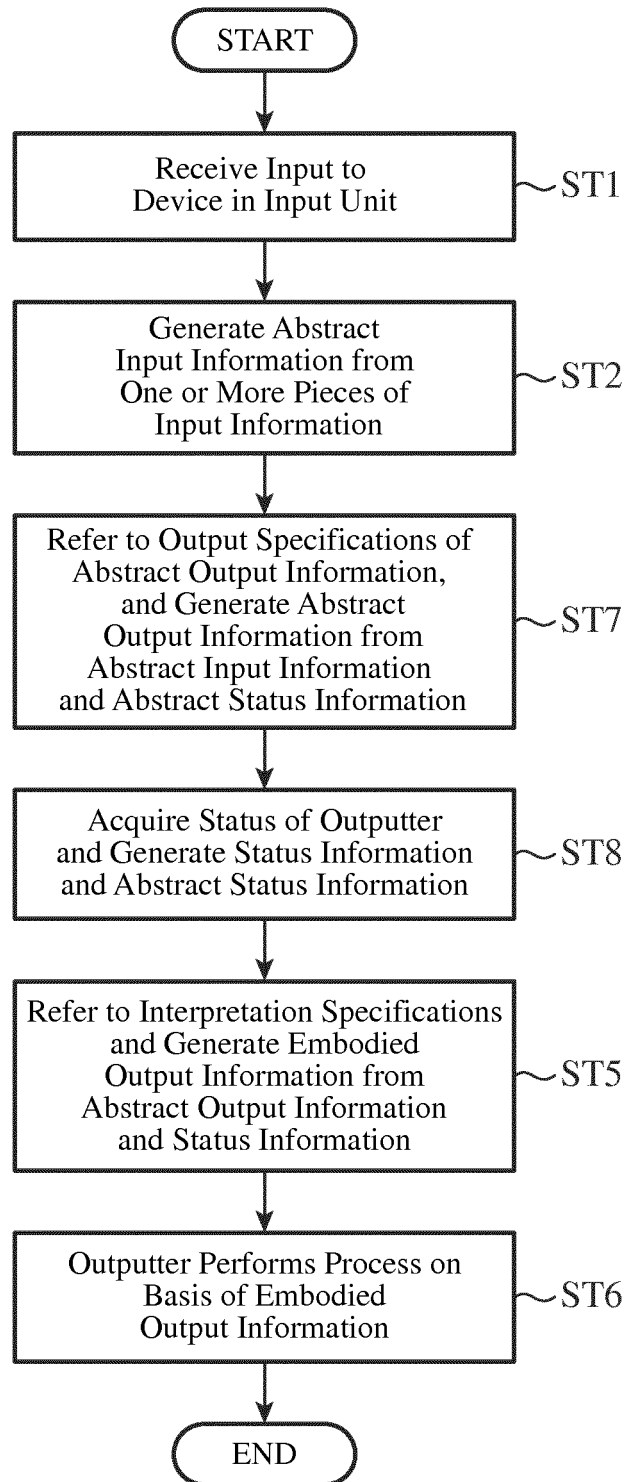 START
Receive Input to
Device in Input Unit
ST1
Generate Abstract
Input Information from
One or More Pieces of
Input Information
ST2
Refer to Output Specifications of
Abstract Output Information,
and Generate Abstract
Output Information from
Abstract Input Information
and Abstract Status Information
ST7
Acquire Status of Outputter
and Generate Status Information
and Abstract Status Information
ST8
Refer to Interpretation Specifications
and Generate Embodied
Output Information from
Abstract Output Information
and Status Information
ST5
Outputter Performs Process on
Basis of Embodied
Output Information
ST6
END